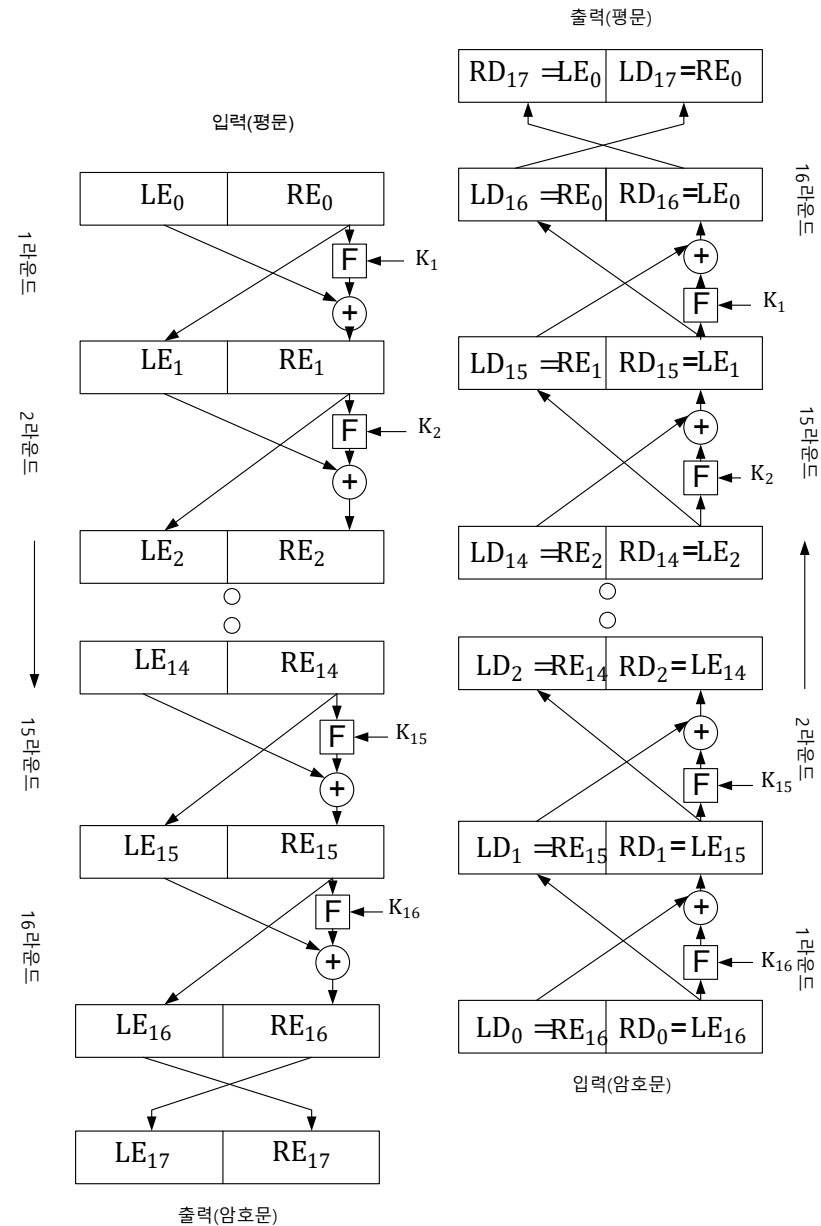 입력(평문)
LE₀ RE₀
1라운드
F K₁
+
LE₁ RE₁
2라운드
F K₂
+
LE₂ RE₂
LE₁₄ RE₁₄
15라운드
F K₁₅
+
LE₁₅ RE₁₅
16라운드
F K₁₆
+
LE₁₆ RE₁₆
LE₁₇ RE₁₇
출력(암호문)
출력(평문)
RD₁₇ =LE₀ LD₁₇=RE₀
16라운드
LD₁₆ =RE₀ RD₁₆=LE₀
+
F K₁
LD₁₅ =RE₁ RD₁₅=LE₁
15라운드
+
F K₂
LD₁₄ =RE₂ RD₁₄=LE₂
LD₂ =RE₁₄ RD₂=LE₁₄
2라운드
+
F K₁₅
LD₁ =RE₁₅ RD₁=LE₁₅
1라운드
+
F K₁₆
LD₀ =RE₁₆ RD₀=LE₁₆
입력(암호문)